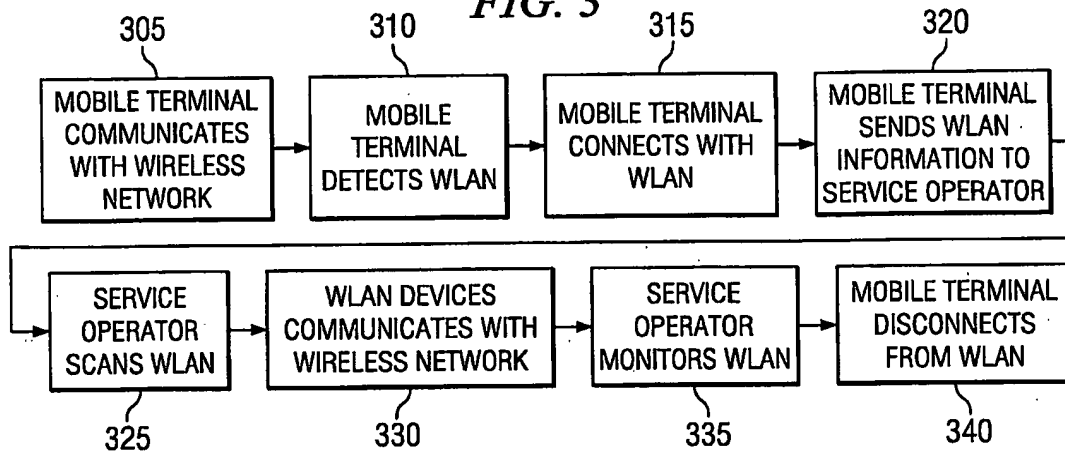 FIG. 3
305
310
315
320
MOBILE TERMINAL
COMMUNICATES
WITH WIRELESS
NETWORK
MOBILE
TERMINAL
DETECTS WLAN
MOBILE TERMINAL
CONNECTS WITH
WLAN
MOBILE TERMINAL
SENDS WLAN
INFORMATION TO
SERVICE OPERATOR
SERVICE
OPERATOR
SCANS WLAN
WLAN DEVICES
COMMUNICATES WITH
WIRELESS NETWORK
SERVICE
OPERATOR
MONITORS WLAN
MOBILE TERMINAL
DISCONNECTS
FROM WLAN
325
330
335
340